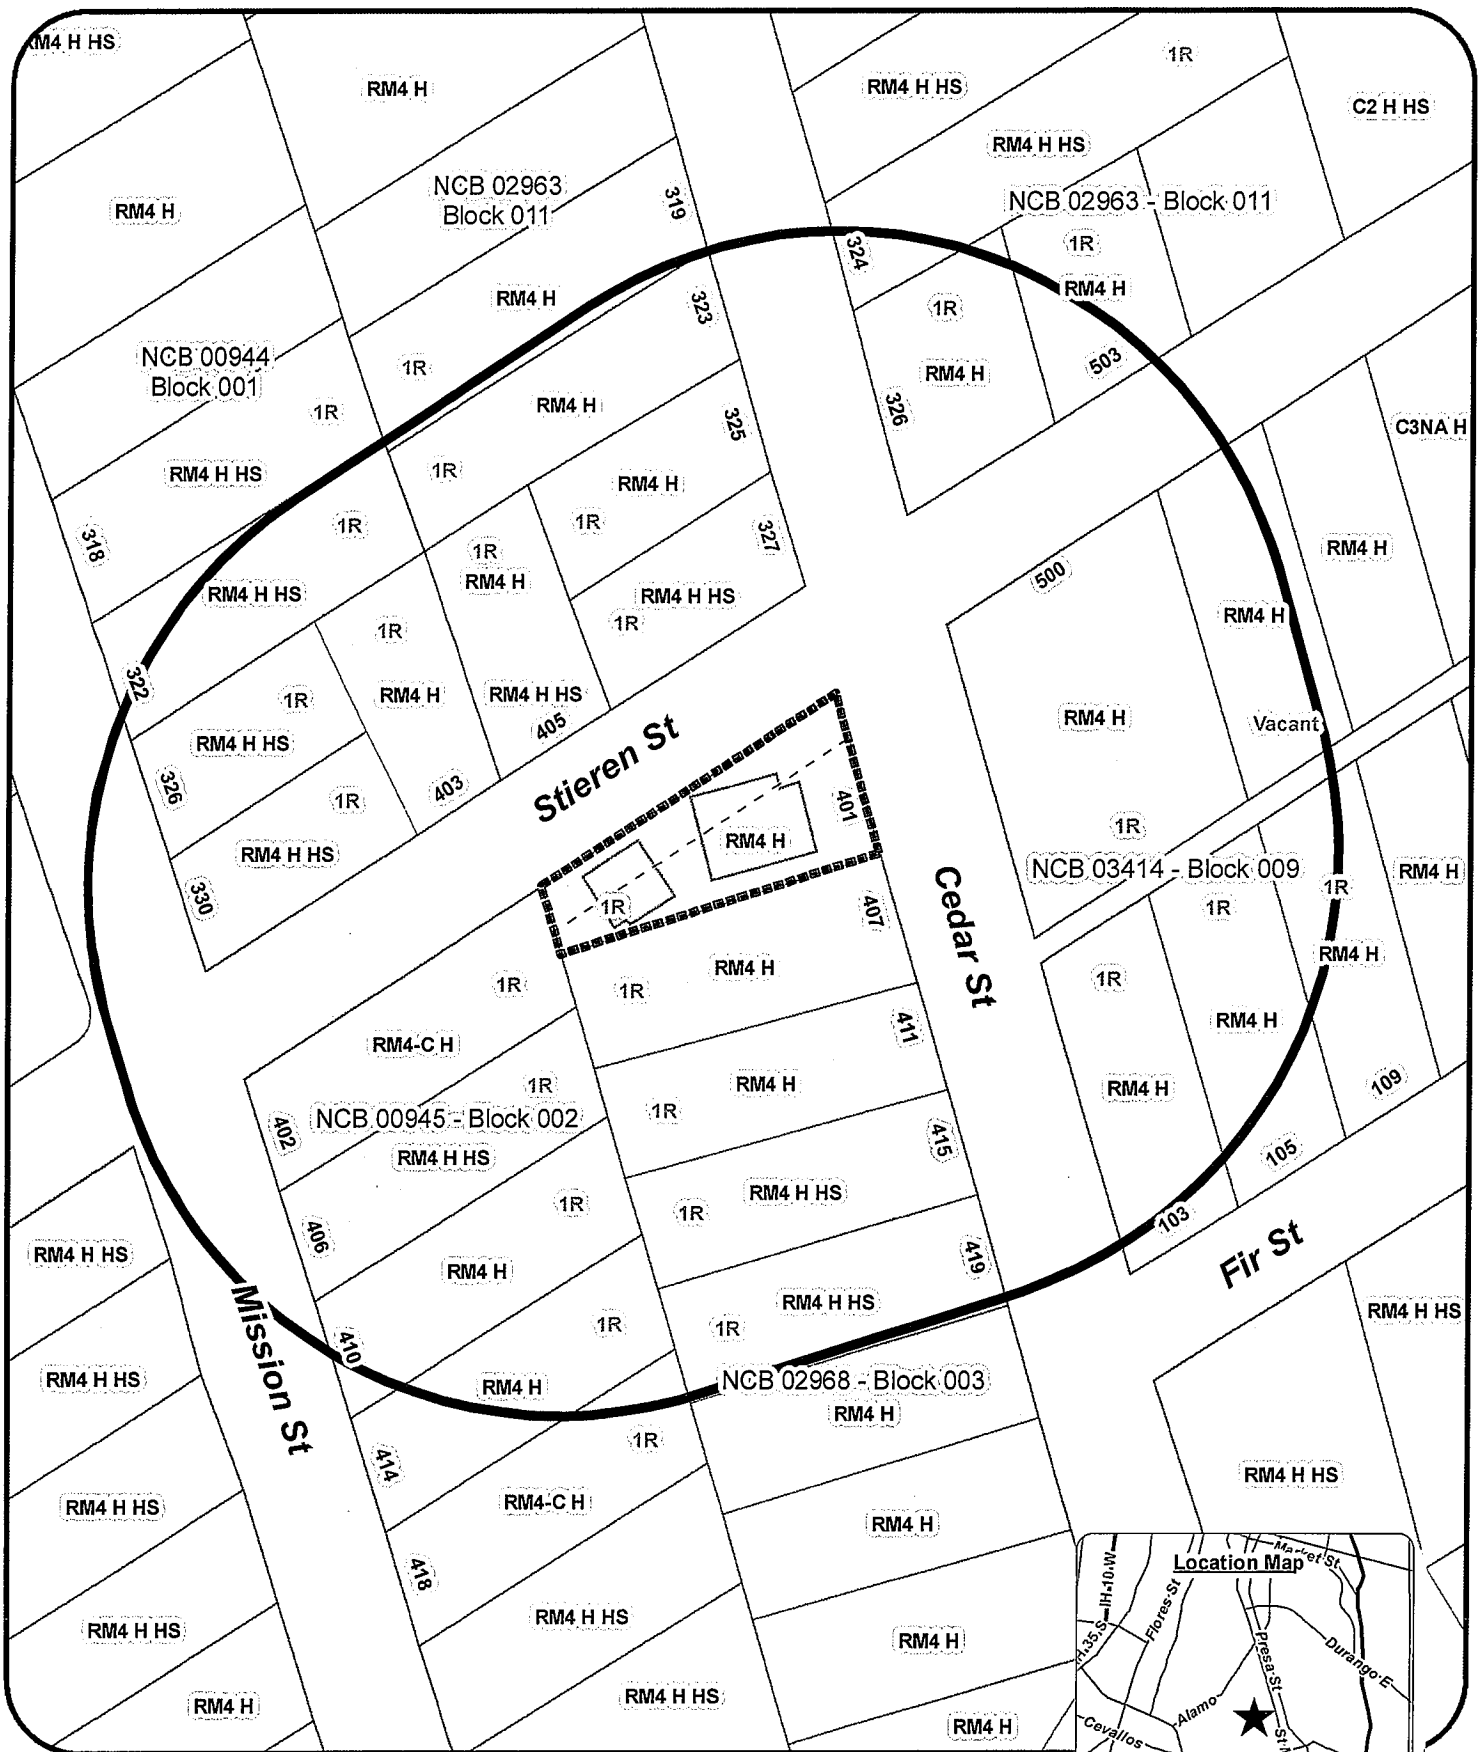 RM4 H HS
RM4 H
RM4 H HS
1R
C2 H HS
RM4 H HS
RM4 H
NCB 02963
Block 011
319
NCB 02963 - Block 011
1R
324
RM4 H
RM4 H
323
1R
NCB 00944
Block 001
1R
RM4 H
503
1R
RM4 H
326
325
C3NA H
RM4 H HS
1R
RM4 H
1R
1R
318
327
1R
RM4 H
RM4 H
500
RM4 H HS
RM4 H HS
1R
RM4 H
1R
322
1R
RM4 H
RM4 H HS
405
RM4 H
Vacant
RM4 H HS
326
403
1R
Stieren St
401
RM4 H
1R
RM4 H HS
330
NCB 03414 - Block 009
RM4 H
1R
1R
407
Cedar St
1R
RM4 H
RM4 H
1R
1R
1R
RM4 H
411
RM4-C H
RM4 H
1R
RM4 H
RM4 H
109
402
NCB 00945 - Block 002
1R
RM4 H HS
415
105
1R
1R
RM4 H HS
103
406
RM4 H HS
419
Fir St
RM4 H
RM4 H HS
RM4 H HS
Mission St
410
1R
1R
RM4 H HS
RM4 H
NCB 02968 - Block 003
RM4 H
414
1R
RM4 H HS
RM4 H HS
RM4-C H
RM4 H
418
RM4 H HS
RM4 H HS
RM4 H
RM4 H
RM4 H HS
RM4 H
Location Map
Market St
IH 10 W
Flores St
Presa St
Durango E
Alamo
Cevallos